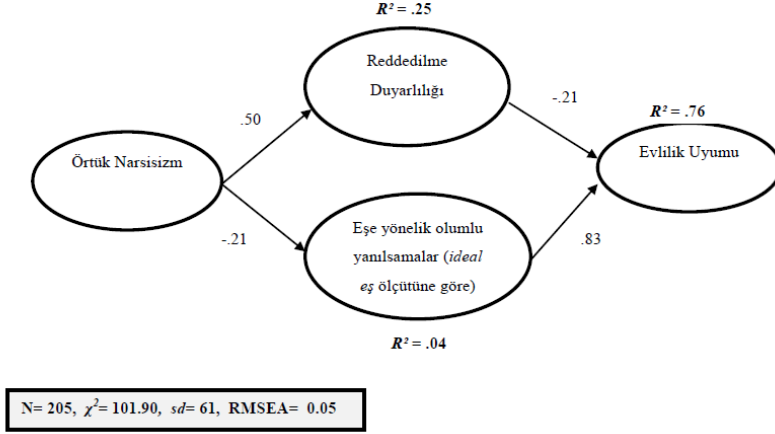 R² = .25
Reddedilme
Duyarlılığı
.50
-.21
R² = .76
Örtük Narsisizm
Evlilik Uyumu
-.21
Eşe yönelik olumlu
yanılsamalar (ideal
eş ölçütüne göre)
.83
R² = .04
N= 205, χ²= 101.90, sd= 61, RMSEA= 0.05